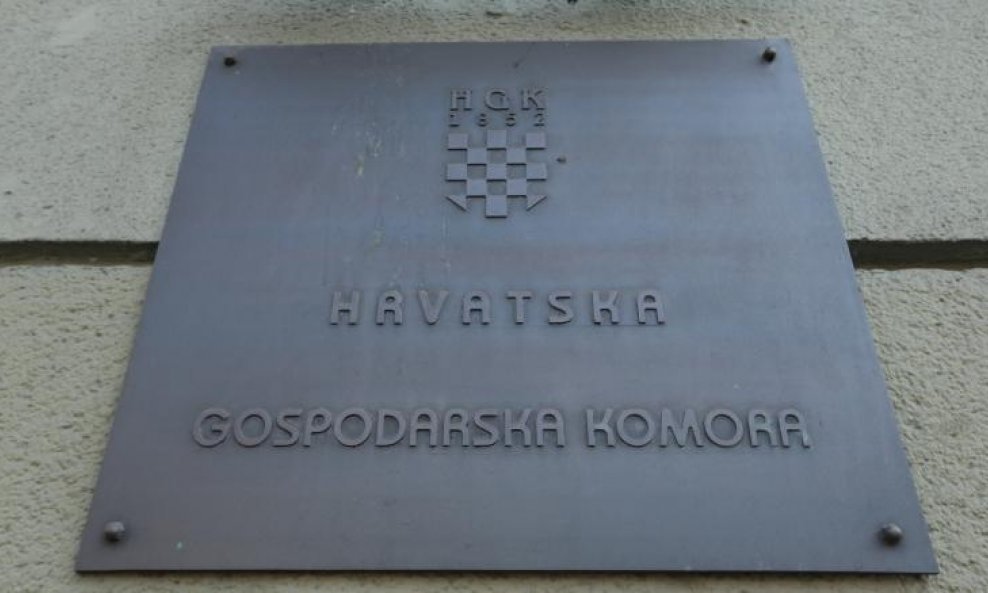 HGK
1852
HRVATSKA
GOSPODARSKA KOMORA